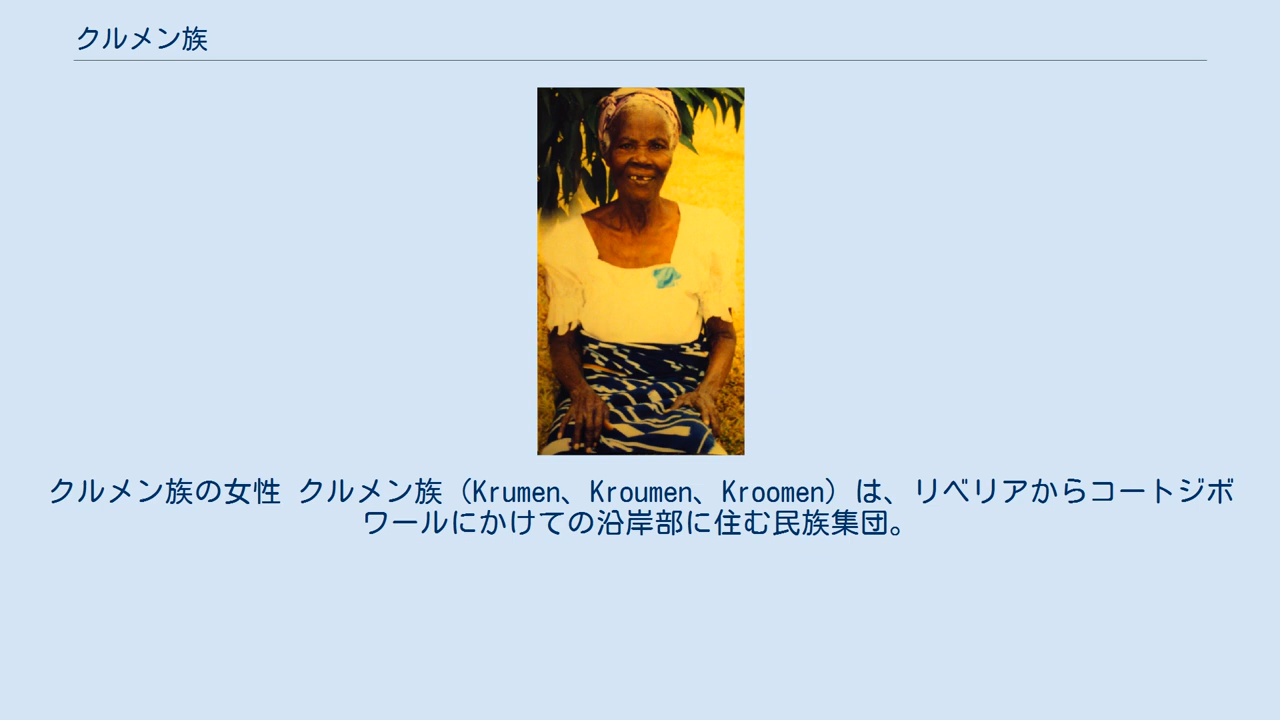 クルメン族
クルメン族の女性 クルメン族（Krumen、Kroumen、Kroomen）は、リベリアからコートジボ
ワールにかけての沿岸部に住む民族集団。